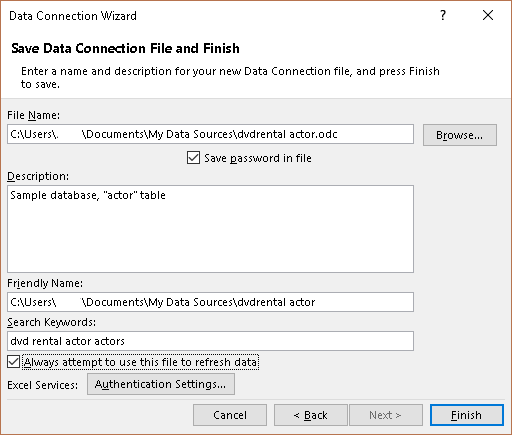 Data Connection Wizard
?
Save Data Connection File and Finish
Enter a name and description for your new Data Connection file, and press Finish
to save.
File Name:
C:\Users\. \Documents\My Data Sources\dvdrental actor.odc
Browse...
Save password in file
Description:
Sample database, "actor" table
Friendly Name:
C:\Users\ \Documents\My Data Sources\dvdrental actor
Search Keywords:
dvd rental actor actors
Always attempt to use this file to refresh data
Excel Services: Authentication Settings...
Cancel < Back Next > Finish